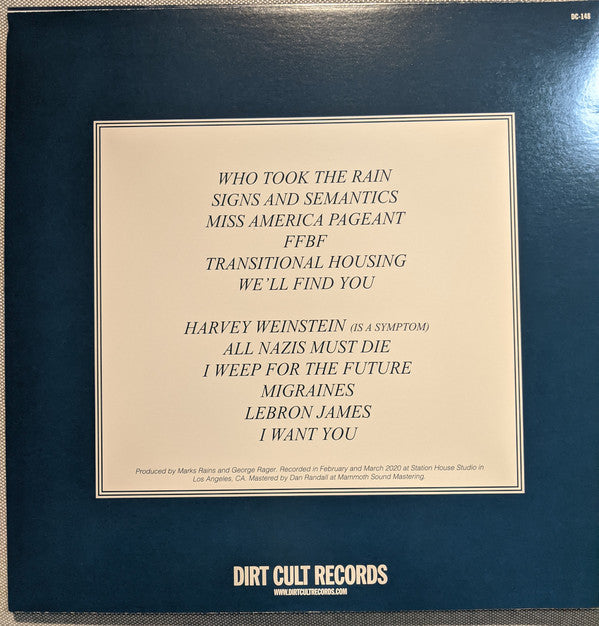 DC-148
WHO TOOK THE RAIN
SIGNS AND SEMANTICS
MISS AMERICA PAGEANT
FFBF
TRANSITIONAL HOUSING
WE'LL FIND YOU
HARVEY WEINSTEIN (IS A SYMPTOM)
ALL NAZIS MUST DIE
I WEEP FOR THE FUTURE
MIGRAINES
LEBRON JAMES
I WANT YOU
Produced by Marks Rains and George Rager. Recorded in February and March 2020 at Station House Studio in
Los Angeles, CA. Mastered by Dan Randall at Mammoth Sound Mastering.
DIRT CULT RECORDS
WWW.DIRTCULTRECORDS.COM